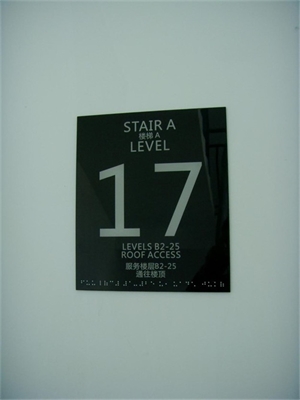 STAIR A
楼梯 A
LEVEL
17
LEVELS B2-25
ROOF ACCESS
服务楼层B2-25
通往楼顶